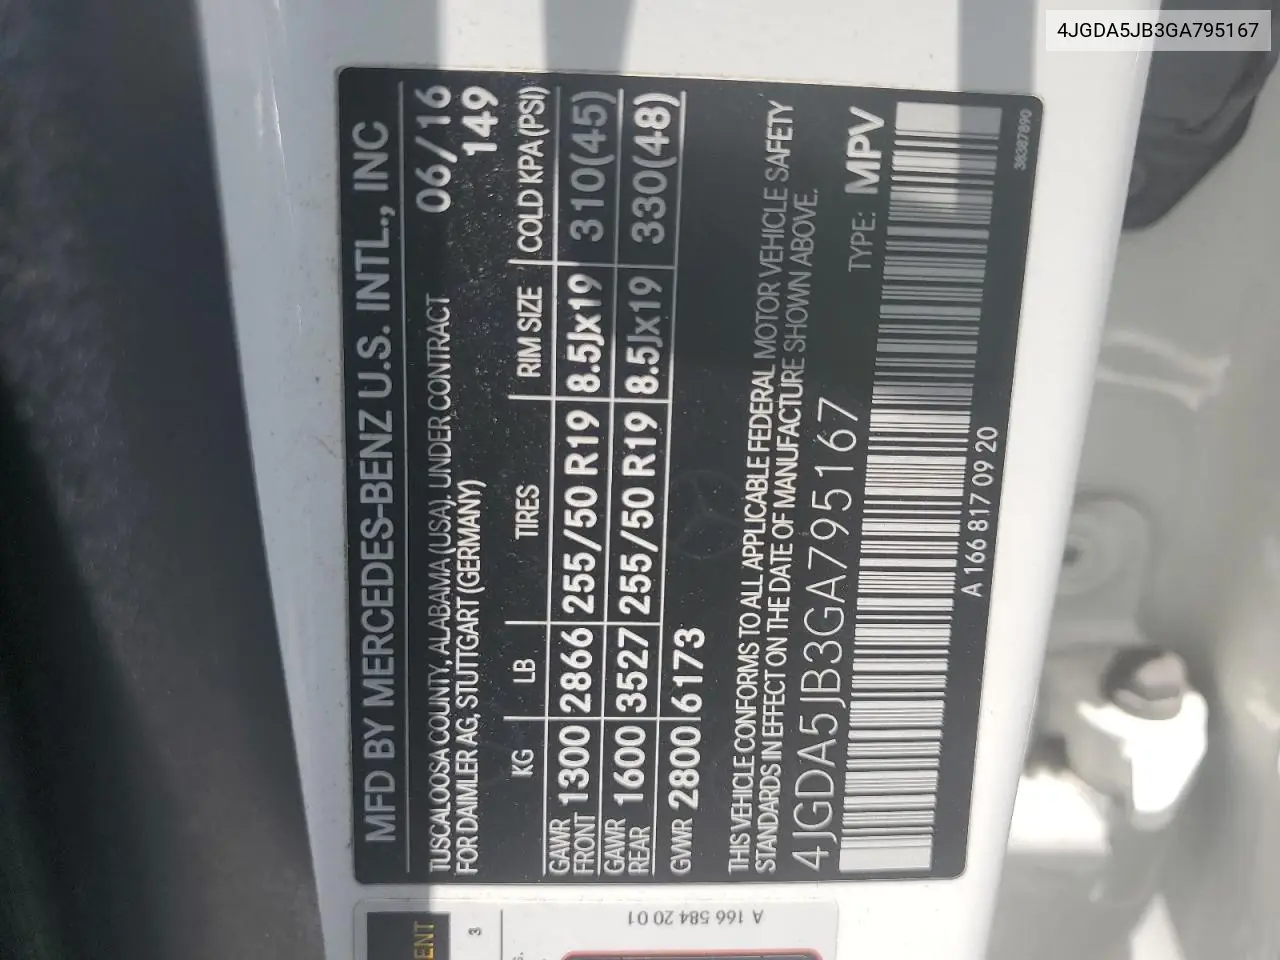 4JGDA5JB3GA795167
MFD BY MERCEDES-BENZ U.S. INTL., INC
TUSCALOOSA COUNTY, ALABAMA (USA). UNDER CONTRACT 06/16
FOR DAIMLER AG, STUTTGART (GERMANY) 149
KG LB TIRES RIM SIZE COLD KPA (PSI)
GAWR FRONT 1300 2866 255/50 R19 8.5Jx19 310(45)
GAWR REAR 1600 3527 255/50 R19 8.5Jx19 330(48)
GVWR 2800 6173
THIS VEHICLE CONFORMS TO ALL APPLICABLE FEDERAL MOTOR VEHICLE SAFETY
STANDARDS IN EFFECT ON THE DATE OF MANUFACTURE SHOWN ABOVE.
4JGDA5JB3GA795167 TYPE: MPV
A 166 817 09 20
38387890
A 166 584 20 01
ENT
3